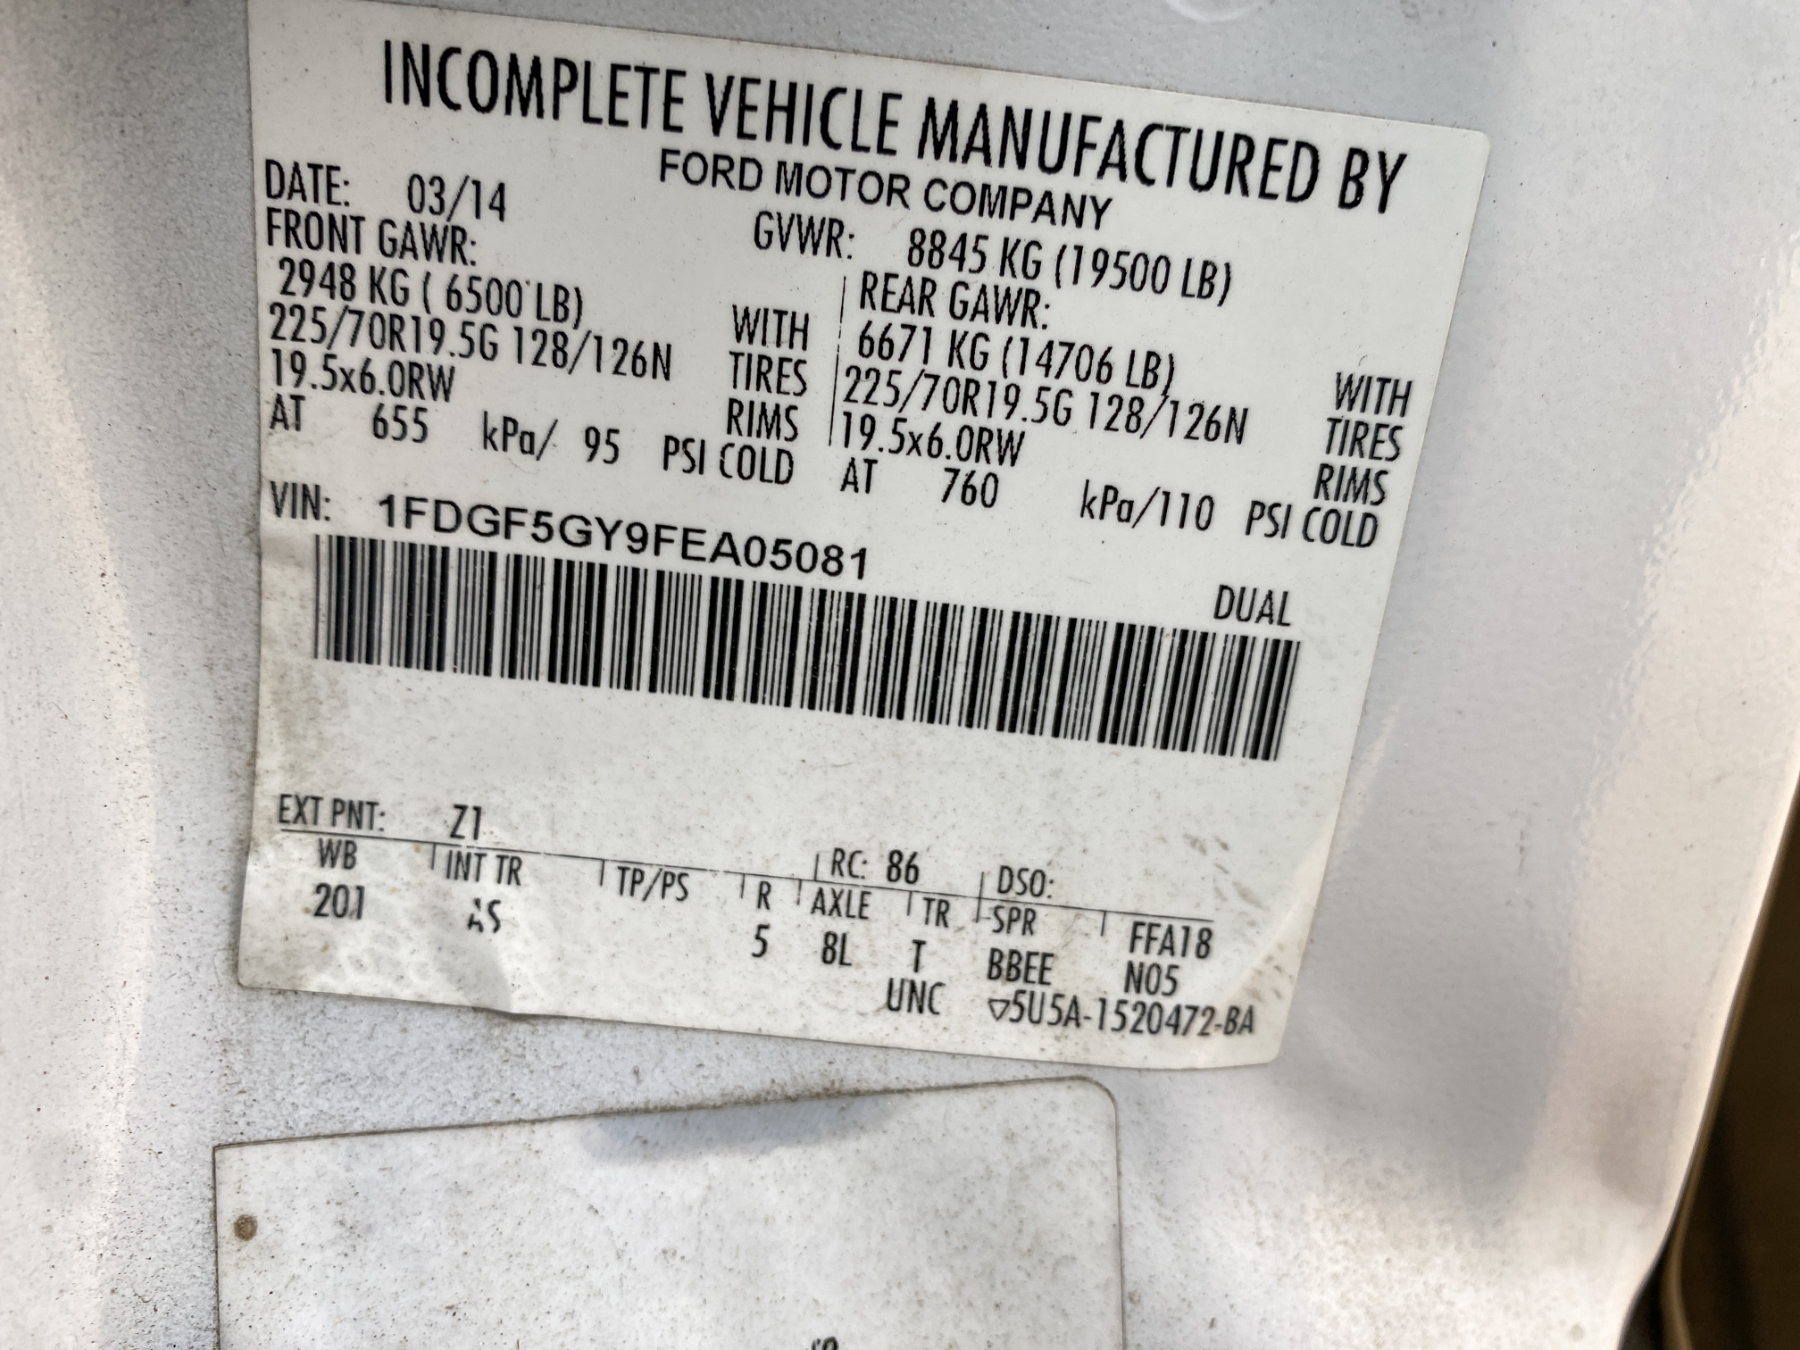 INCOMPLETE VEHICLE MANUFACTURED BY
FORD MOTOR COMPANY
DATE: 03/14 GVWR: 8845 KG (19500 LB)
FRONT GAWR: REAR GAWR:
2948 KG ( 6500 LB) WITH 6671 KG (14706 LB) WITH
225/70R19.5G 128/126N TIRES 225/70R19.5G 128/126N TIRES
19.5x6.0RW RIMS 19.5x6.0RW RIMS
AT 655 kPa/ 95 PSI COLD AT 760 kPa/110 PSI COLD
VIN: 1FDGF5GY9FEA05081
DUAL
EXT PNT: Z1 RC: 86 DSO:
WB INT TR TP/PS R AXLE TR SPR FFA18
201 AS 5 8L T BBEE N05
UNC ▽5U5A-1520472-BA